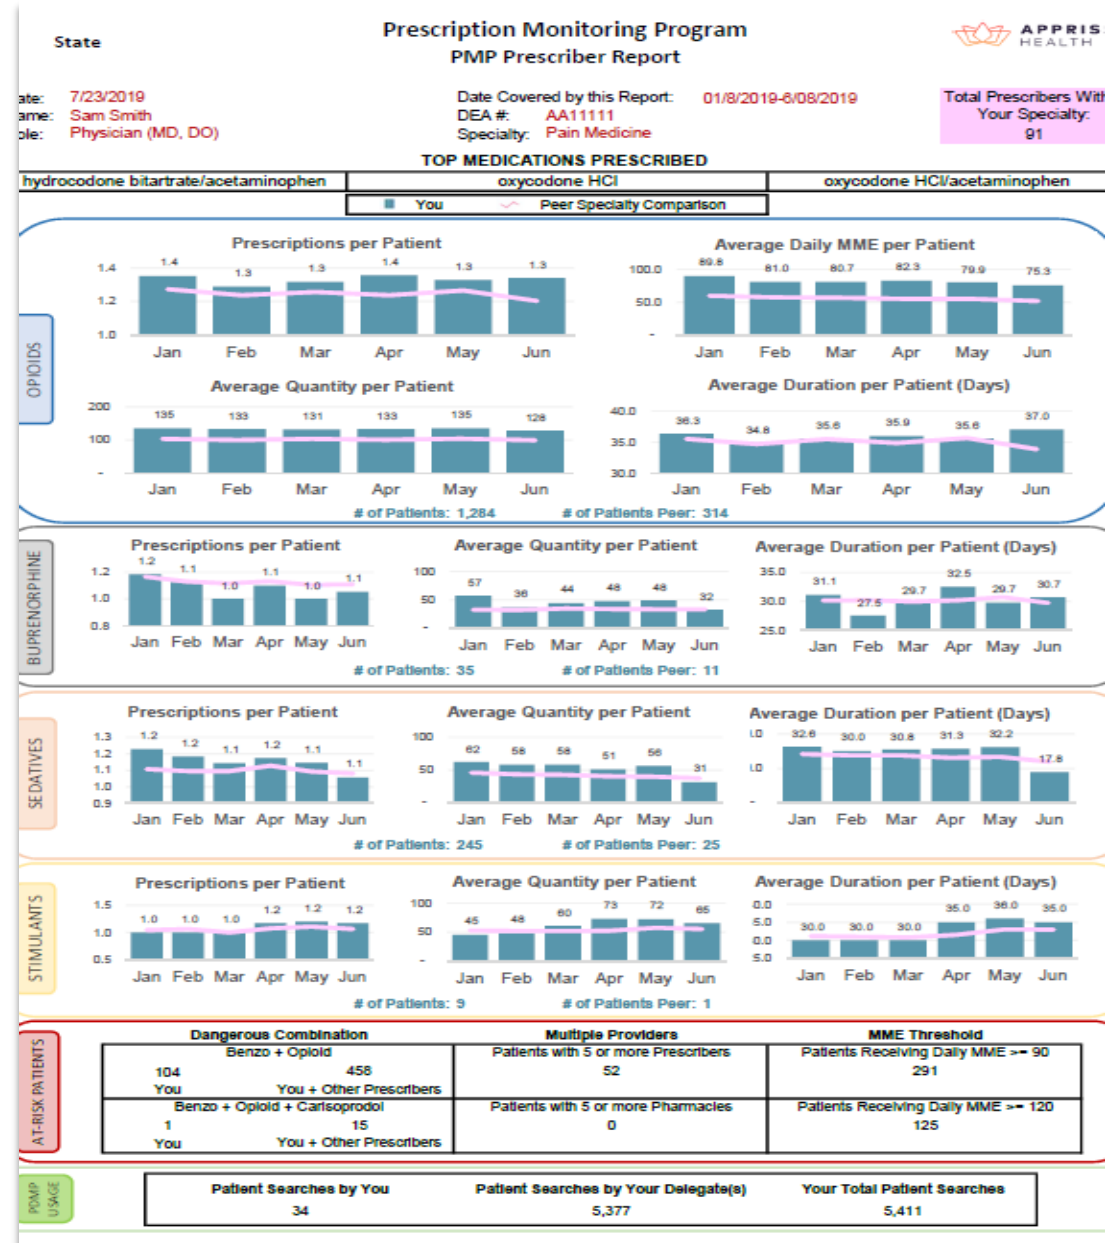 State
Prescription Monitoring Program
PMP Prescriber Report
APPRIS
HEALTH
ate: 7/23/2019
ame: Sam Smith
ole: Physician (MD, DO)
Date Covered by this Report: 01/8/2019-6/08/2019
DEA #: AA11111
Specialty: Pain Medicine
Total Prescribers With
Your Specialty:
91
TOP MEDICATIONS PRESCRIBED
hydrocodone bitartrate/acetaminophen oxycodone HCl oxycodone HCl/acetaminophen
You Peer Specialty Comparison
OPIOIDS
Prescriptions per Patient
1.4 1.2 1.0
1.4 1.3 1.3 1.4 1.3 1.3
Jan Feb Mar Apr May Jun
Average Daily MME per Patient
100.0 50.0 -
89.8 81.0 80.7 82.3 79.9 75.3
Jan Feb Mar Apr May Jun
Average Quantity per Patient
200 100 -
135 133 131 133 135 128
Jan Feb Mar Apr May Jun
Average Duration per Patient (Days)
40.0 35.0 30.0
36.3 34.8 35.6 35.9 35.6 37.0
Jan Feb Mar Apr May Jun
# of Patients: 1,284 # of Patients Peer: 314
BUPRENORPHINE
Prescriptions per Patient
1.2 1.0 0.8
1.2 1.1 1.0 1.1 1.0 1.1
Jan Feb Mar Apr May Jun
Average Quantity per Patient
100 50 -
57 36 44 48 48 32
Jan Feb Mar Apr May Jun
Average Duration per Patient (Days)
35.0 30.0 25.0
31.1 27.5 29.7 32.5 29.7 30.7
Jan Feb Mar Apr May Jun
# of Patients: 35 # of Patients Peer: 11
SEDATIVES
Prescriptions per Patient
1.3 1.2 1.1 1.0 0.9
1.2 1.2 1.1 1.2 1.1 1.1
Jan Feb Mar Apr May Jun
Average Quantity per Patient
100 50 -
62 58 58 51 56 31
Jan Feb Mar Apr May Jun
Average Duration per Patient (Days)
.0 .0 -
32.6 30.0 30.8 31.3 32.2 17.8
Jan Feb Mar Apr May Jun
# of Patients: 245 # of Patients Peer: 25
STIMULANTS
Prescriptions per Patient
1.5 1.0 0.5
1.0 1.0 1.0 1.2 1.2 1.2
Jan Feb Mar Apr May Jun
Average Quantity per Patient
100 50 -
45 48 60 73 72 65
Jan Feb Mar Apr May Jun
Average Duration per Patient (Days)
0.0 5.0 0.0 5.0
30.0 30.0 30.0 35.0 36.0 35.0
Jan Feb Mar Apr May Jun
# of Patients: 9 # of Patients Peer: 1
AT-RISK PATIENTS
Dangerous Combination Multiple Providers MME Threshold
Benzo + Opioid Patients with 5 or more Prescribers Patients Receiving Daily MME >= 90
104 458 52 291
You You + Other Prescribers
Benzo + Opioid + Carisoprodol Patients with 5 or more Pharmacies Patients Receiving Daily MME >= 120
1 15 0 125
You You + Other Prescribers
PDMP
USAGE
Patient Searches by You Patient Searches by Your Delegate(s) Your Total Patient Searches
34 5,377 5,411